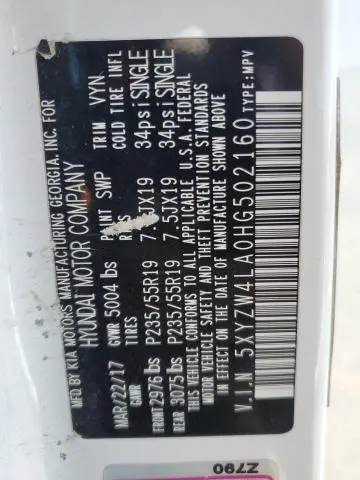 MFD. BY KIA MOTORS MANUFACTURING GEORGIA. INC. FOR
HYUNDAI MOTOR COMPANY
MAR/22/17 GVWR 5004 lbs PAINT SWP TRIM VYN
GAWR TIRES RIMS COLD TIRE INFL
FRONT 2976 lbs P235/55R19 7.5JX19 34psi SINGLE
REAR 3075 lbs P235/55R19 7.5JX19 34psi SINGLE
THIS VEHICLE CONFORMS TO ALL APPLICABLE U.S.A. FEDERAL
MOTOR VEHICLE SAFETY STANDARDS
AND THEFT PREVENTION STANDARDS IN EFFECT
ON THE DATE OF MANUFACTURE SHOWN ABOVE.
V.I.N 5XYZW4LA0HG502160 TYPE:MPV
Z790